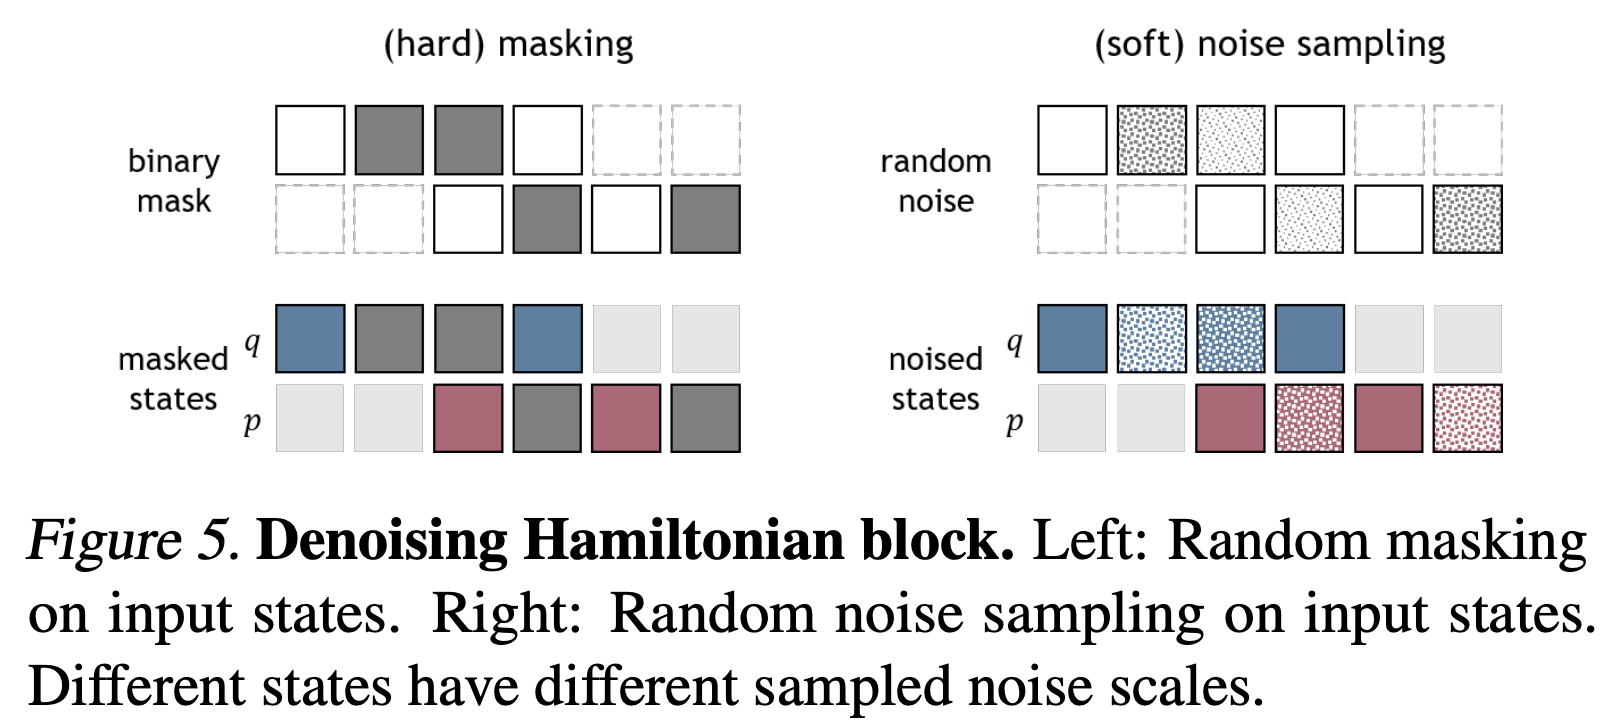 (hard) masking
(soft) noise sampling
binary
mask
random
noise
masked
states
q
p
noised
states
q
p
Figure 5. Denoising Hamiltonian block. Left: Random masking
on input states. Right: Random noise sampling on input states.
Different states have different sampled noise scales.